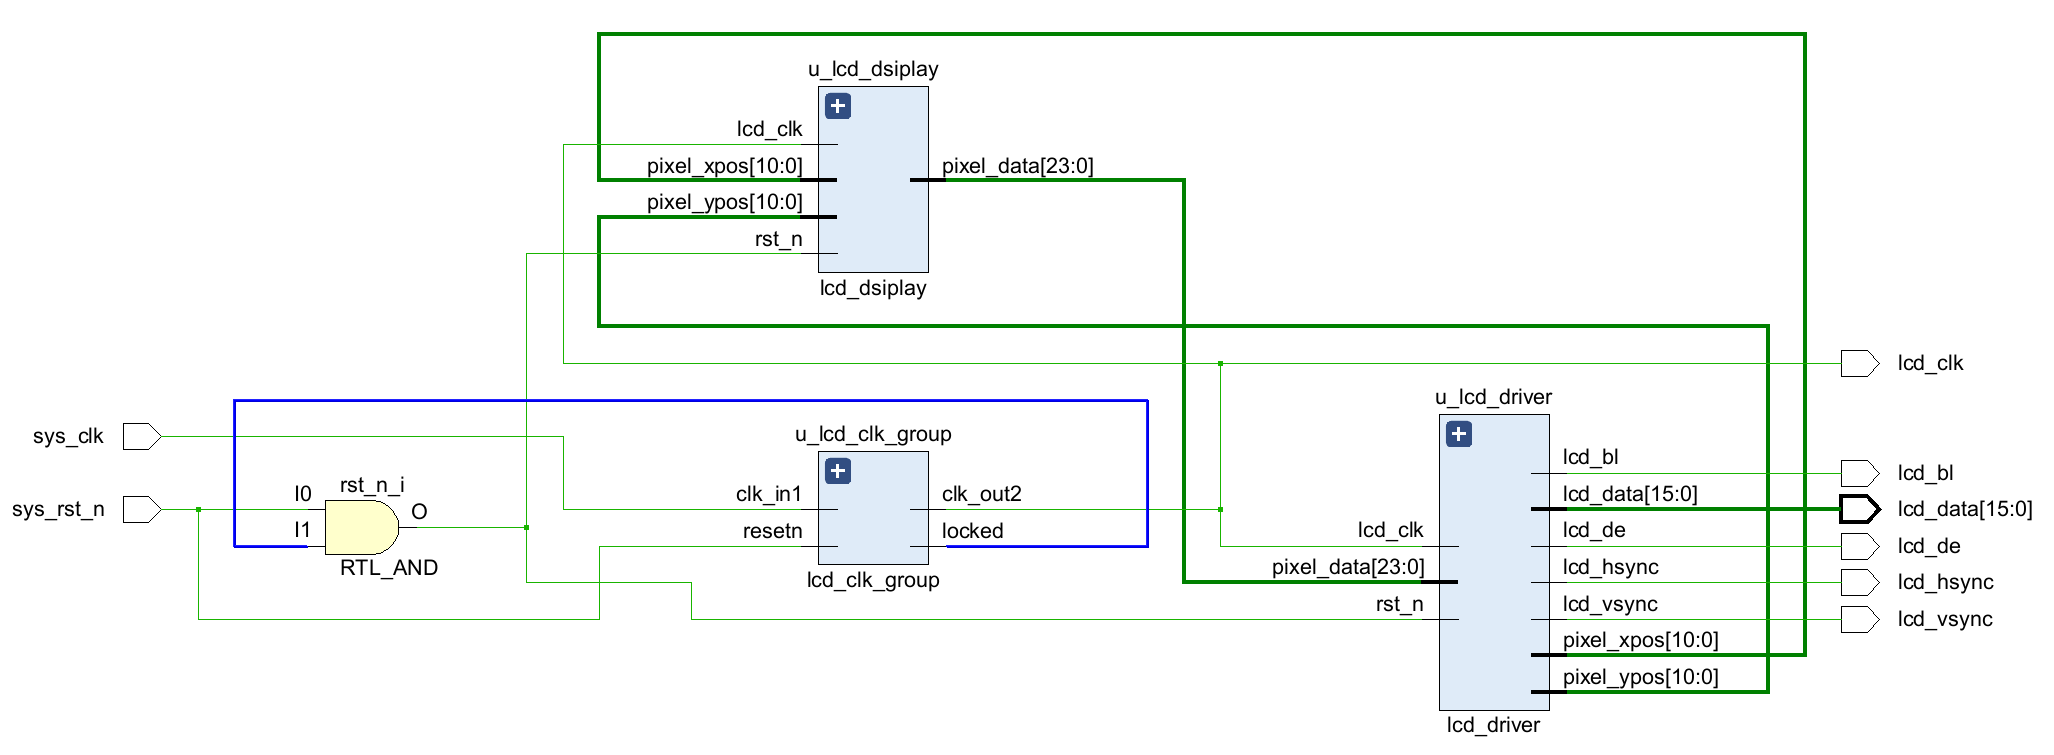 u_lcd_dsiplay
lcd_clk
pixel_xpos[10:0]
pixel_data[23:0]
pixel_ypos[10:0]
rst_n
lcd_dsiplay
lcd_clk
u_lcd_driver
sys_clk
u_lcd_clk_group
lcd_bl
lcd_bl
rst_n_i
I0
clk_in1
clk_out2
lcd_data[15:0]
sys_rst_n
O
lcd_data[15:0]
I1
resetn
locked
lcd_clk
lcd_de
lcd_de
RTL_AND
lcd_clk_group
pixel_data[23:0]
lcd_hsync
lcd_hsync
rst_n
lcd_vsync
lcd_vsync
pixel_xpos[10:0]
pixel_ypos[10:0]
lcd_driver